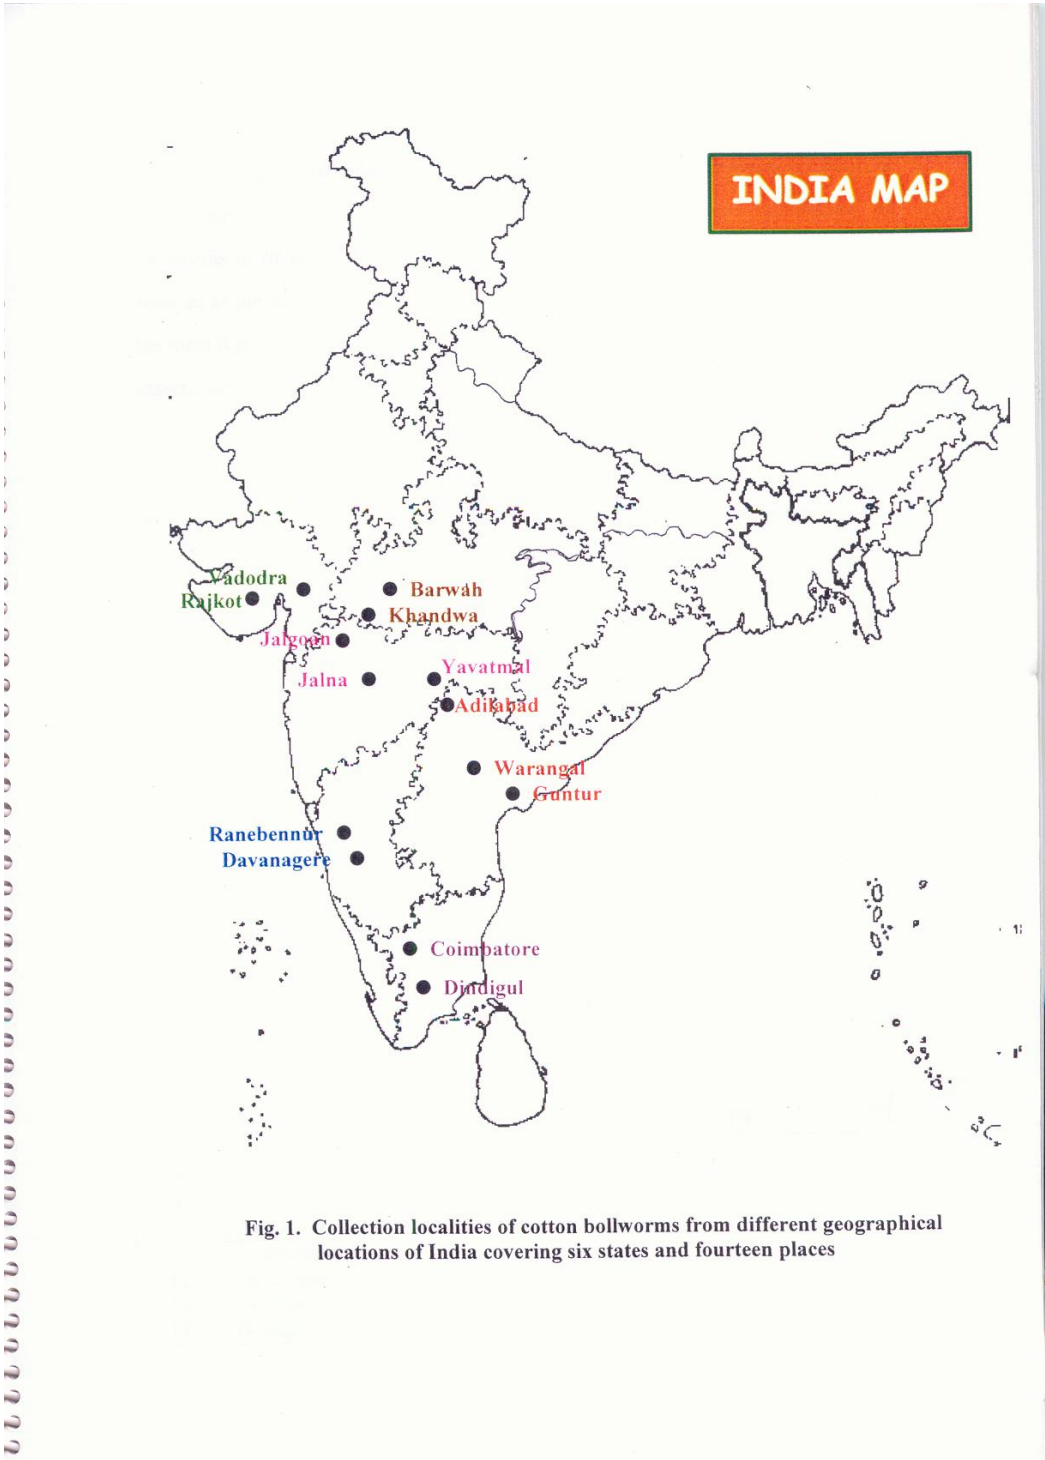 INDIA MAP
Vadodra
Rajkot
Barwah
Khandwa
Jalgoan
Jalna
Yavatmal
Adilabad
Warangal
Guntur
Ranebennur
Davanagere
Coimbatore
Dindigul
Fig. 1. Collection localities of cotton bollworms from different geographical
locations of India covering six states and fourteen places